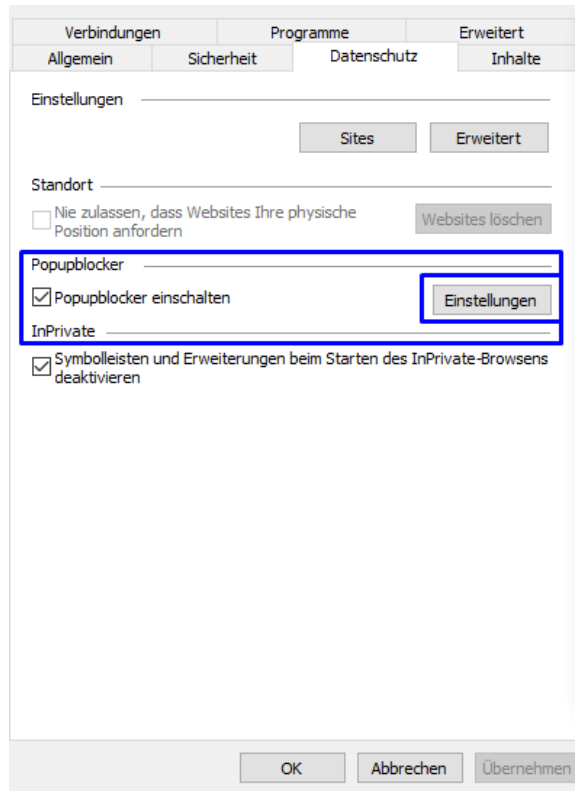 Verbindungen Programme Erweitert
Allgemein Sicherheit Datenschutz Inhalte
Einstellungen
Sites Erweitert
Standort
Nie zulassen, dass Websites Ihre physische
Position anfordern
Websites löschen
Popupblocker
Popupblocker einschalten Einstellungen
InPrivate
Symbolleisten und Erweiterungen beim Starten des InPrivate-Browsens
deaktivieren
OK Abbrechen Übernehmen